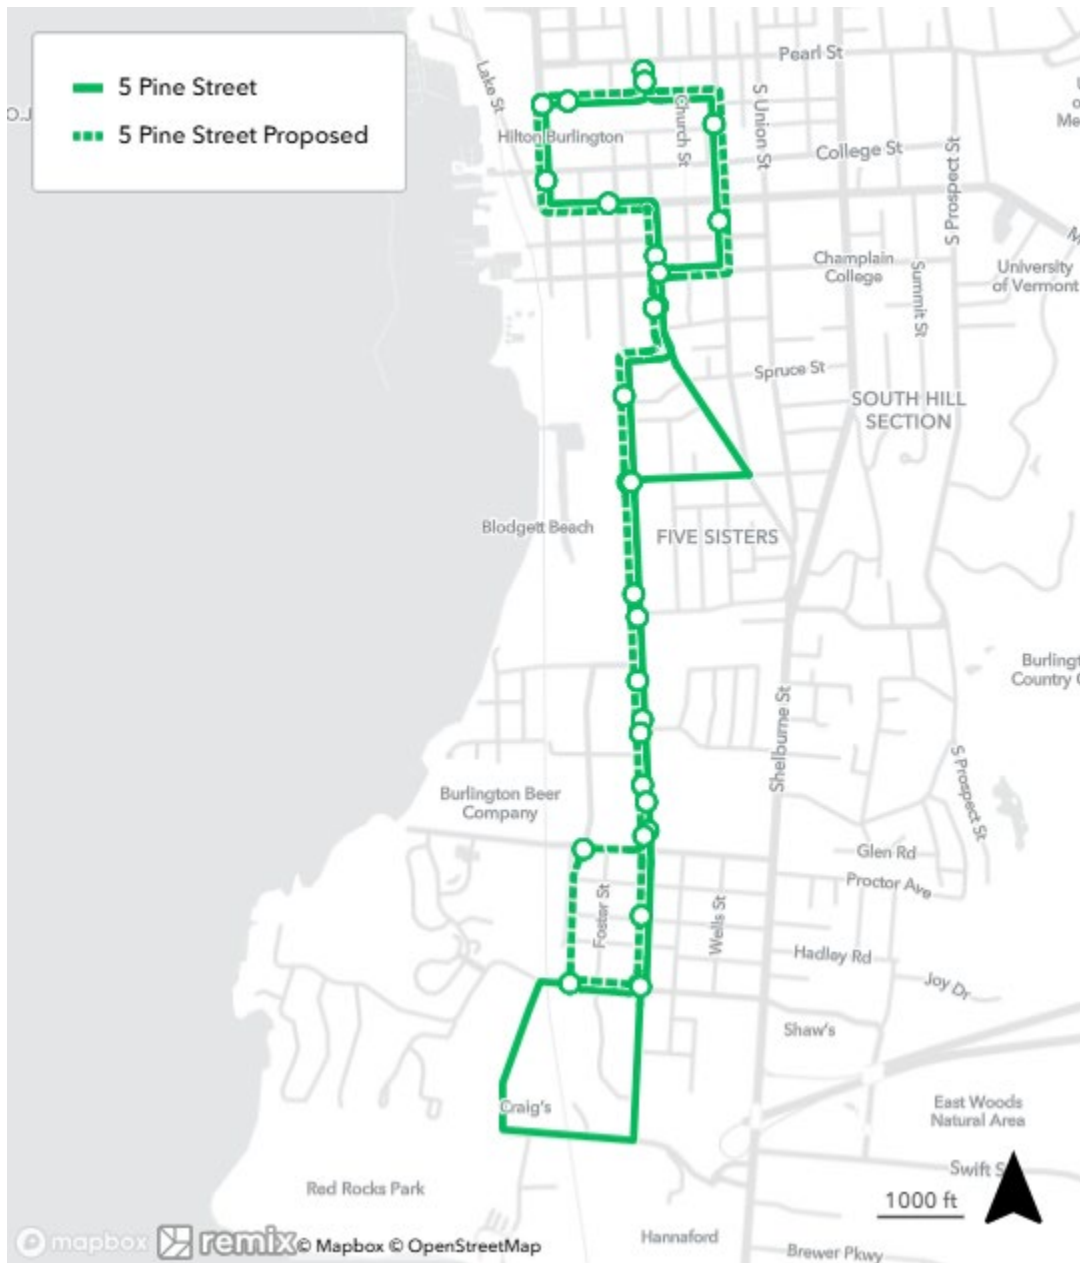 5 Pine Street
5 Pine Street Proposed
Pearl St
Lake St
S Union St
Church St
Hilton Burlington
College St
S Prospect St
Champlain
College
University
of Vermont
Summit St
Spruce St
SOUTH HILL
SECTION
Blodgett Beach
FIVE SISTERS
Burlingt
Country C
Shelburne St
S Prospect St
Burlington Beer
Company
Glen Rd
Proctor Ave
Foster St
Wells St
Hadley Rd
Joy Dr
Shaw's
Craig's
East Woods
Natural Area
Swift S
Red Rocks Park
1000 ft
Hannaford
Brewer Pkwy
mapbox remix © Mapbox © OpenStreetMap